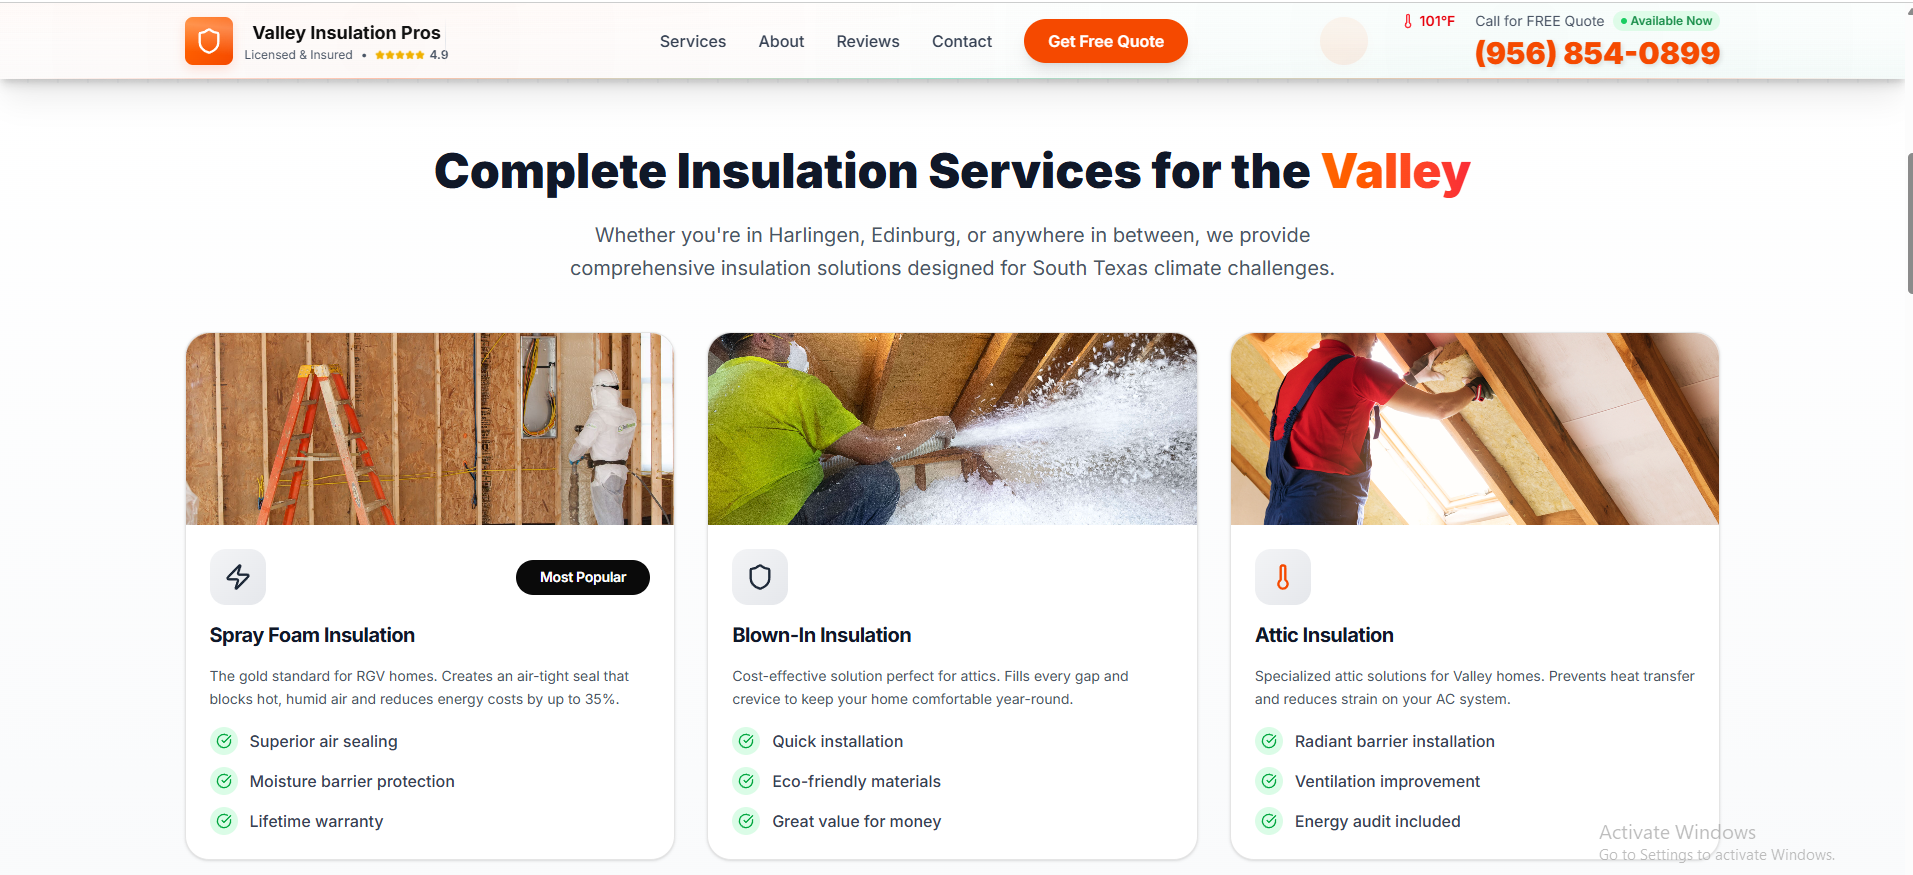 Valley Insulation Pros
Licensed & Insured • 4.9
Services
About
Reviews
Contact
Get Free Quote
101°F
Call for FREE Quote
Available Now
(956) 854-0899
Complete Insulation Services for the Valley
Whether you're in Harlingen, Edinburg, or anywhere in between, we provide
comprehensive insulation solutions designed for South Texas climate challenges.
Most Popular
Spray Foam Insulation
The gold standard for RGV homes. Creates an air-tight seal that
blocks hot, humid air and reduces energy costs by up to 35%.
Superior air sealing
Moisture barrier protection
Lifetime warranty
Blown-In Insulation
Cost-effective solution perfect for attics. Fills every gap and
crevice to keep your home comfortable year-round.
Quick installation
Eco-friendly materials
Great value for money
Attic Insulation
Specialized attic solutions for Valley homes. Prevents heat transfer
and reduces strain on your AC system.
Radiant barrier installation
Ventilation improvement
Energy audit included
Activate Windows
Go to Settings to activate Windows.